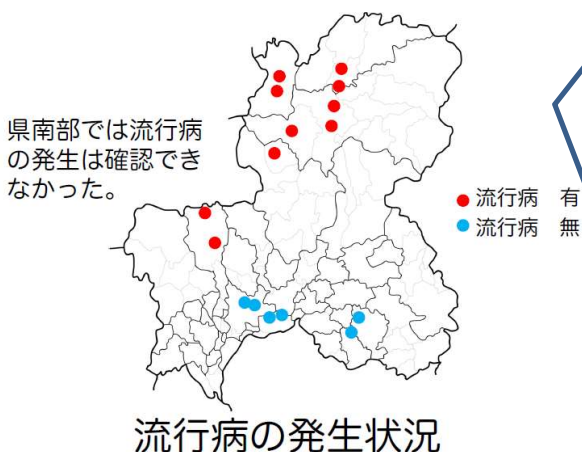 県南部では流行病
の発生は確認でき
なかった。
流行病 有
流行病 無
流行病の発生状況